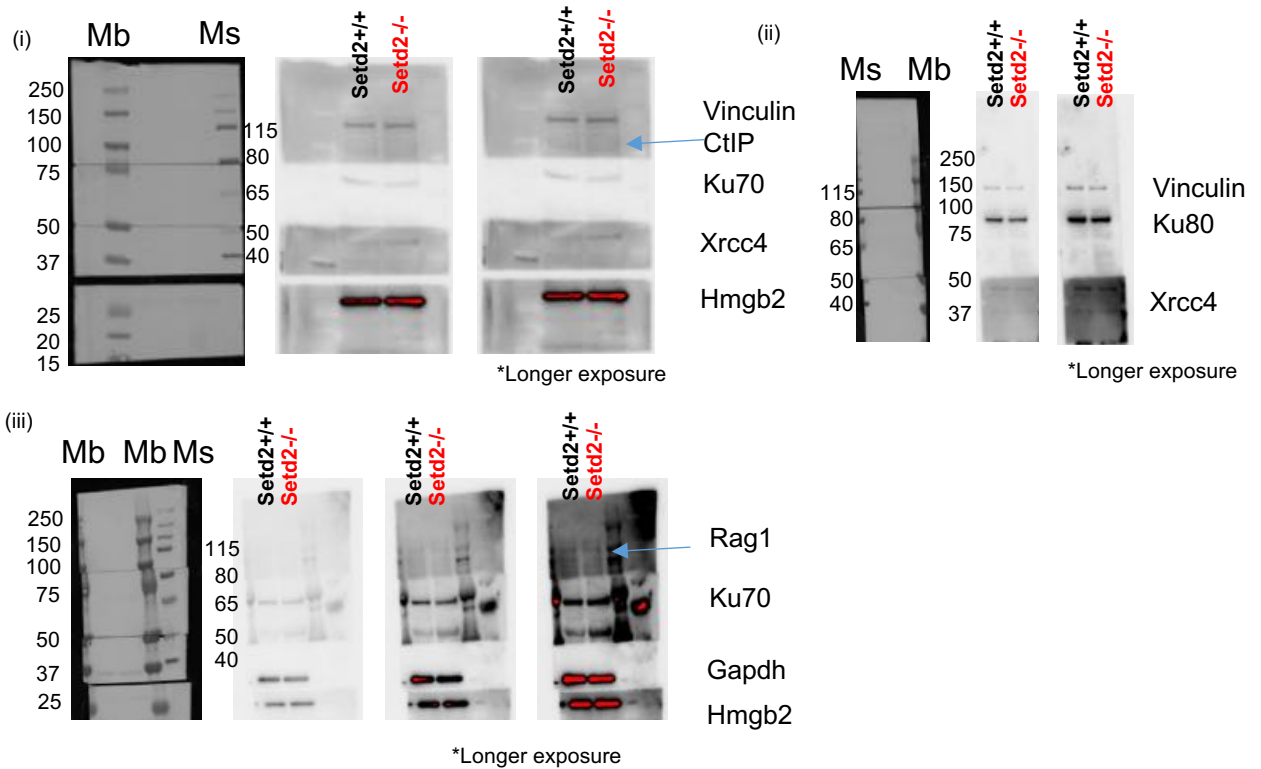 (i)
Mb
Ms
250
150
100
75
50
37
25
20
15
115
80
65
50
40
Setd2+/+
Setd2-/-
Setd2+/+
Setd2-/-
Vinculin
CtIP
Ku70
Xrcc4
Hmgb2
*Longer exposure
(ii)
Ms
Mb
115
80
65
50
40
250
150
100
75
50
37
Setd2+/+
Setd2-/-
Setd2+/+
Setd2-/-
Vinculin
Ku80
Xrcc4
*Longer exposure
(iii)
Mb
Mb
Ms
250
150
100
75
50
37
25
115
80
65
50
40
Setd2+/+
Setd2-/-
Setd2+/+
Setd2-/-
Setd2+/+
Setd2-/-
Rag1
Ku70
Gapdh
Hmgb2
*Longer exposure